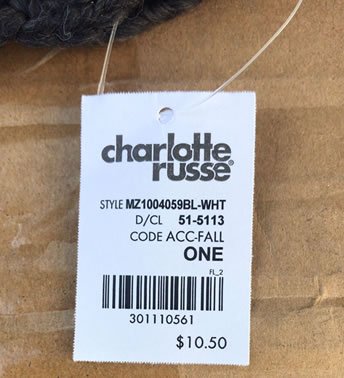 charlotte
russe®
STYLE MZ1004059BL-WHT
D/CL 51-5113
CODE ACC-FALL
ONE
FL_2
301110561
$10.50